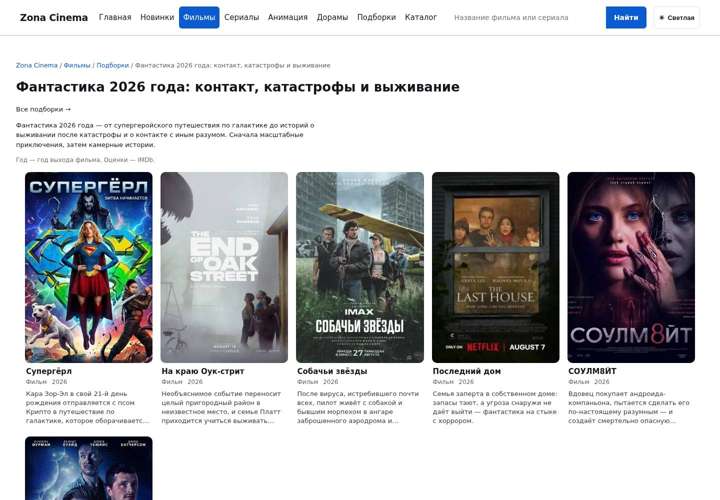 Zona Cinema
Главная
Новинки
Фильмы
Сериалы
Анимация
Дорамы
Подборки
Каталог
Название фильма или сериала
Найти
☀ Светлая
Zona Cinema / Фильмы / Подборки / Фантастика 2026 года: контакт, катастрофы и выживание
Фантастика 2026 года: контакт, катастрофы и выживание
Все подборки →
Фантастика 2026 года — от супергеройского путешествия по галактике до историй о
выживании после катастрофы и о контакте с иным разумом. Сначала масштабные
приключения, затем камерные истории.
Год — год выхода фильма. Оценки — IMDb.
СУПЕРГЁРЛ
БИТВА НАЧИНАЕТСЯ
THE
END
OF OAK
STREET
IMAX
СОБАЧЬИ ЗВЁЗДЫ
27
THE
LAST HOUSE
ONLY ON NETFLIX AUGUST 7
СОУЛМ8ЙТ
Супергёрл
Фильм 2026
Кара Зор-Эл в свой 21-й день
рождения отправляется с псом
Крипто в путешествие по
галактике, которое оборачиваетс...
На краю Оук-стрит
Фильм 2026
Необъяснимое событие переносит
целый пригородный район в
неизвестное место, и семье Платт
приходится учиться выживать...
Собачьи звёзды
Фильм 2026
После вируса, истребившего почти
всех, пилот живёт с собакой и
бывшим морпехом в ангаре
заброшенного аэродрома и...
Последний дом
Фильм 2026
Семья заперта в собственном доме:
запасы тают, а угроза снаружи не
даёт выйти — фантастика на стыке
с хоррором.
СОУЛМ8ЙТ
Фильм 2026
Вдовец покупает андроида-
компаньона, пытается сделать его
по-настоящему разумным — и
создаёт смертельно опасную...